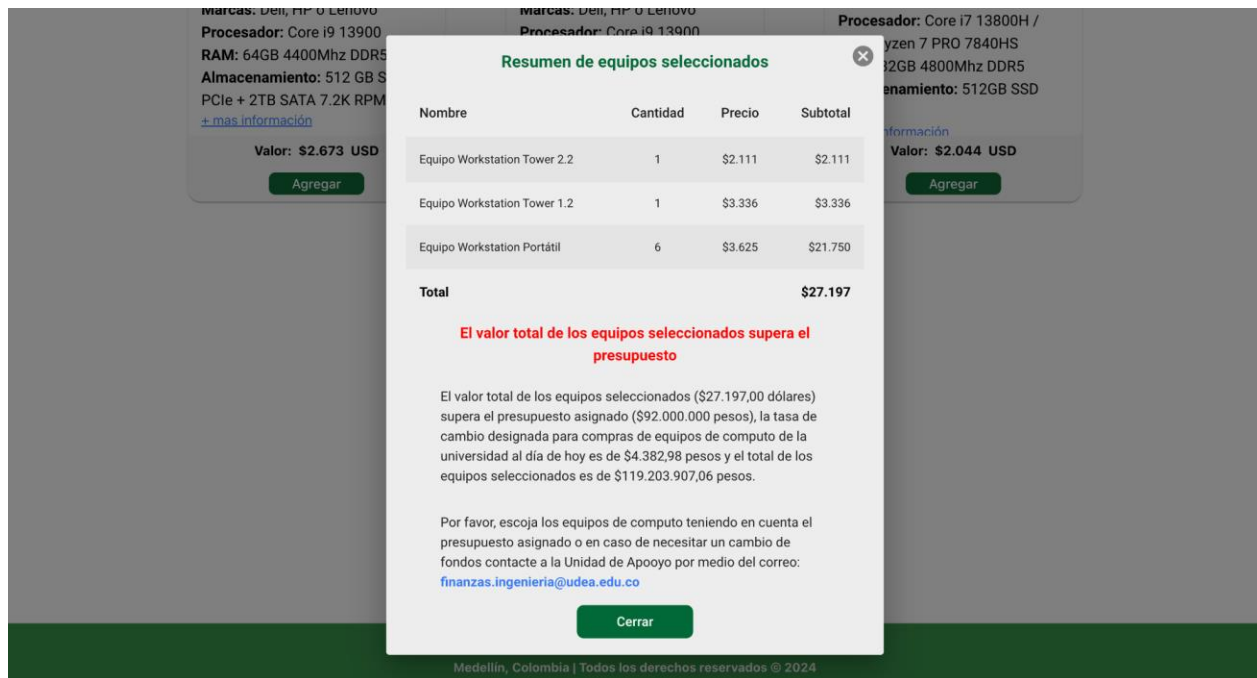 Marcas: Dell, HP o Lenovo
Procesador: Core i9 13900
RAM: 64GB 4400Mhz DDR5
Almacenamiento: 512 GB S
PCIe + 2TB SATA 7.2K RPM
+ mas información
Valor: $2.673 USD
Agregar
Marcas: Dell, HP o Lenovo
Procesador: Core i9 13900
Procesador: Core i7 13800H /
yzen 7 PRO 7840HS
32GB 4800Mhz DDR5
enamiento: 512GB SSD
nformación
Valor: $2.044 USD
Agregar
Resumen de equipos seleccionados
Nombre Cantidad Precio Subtotal
Equipo Workstation Tower 2.2 1 $2.111 $2.111
Equipo Workstation Tower 1.2 1 $3.336 $3.336
Equipo Workstation Portátil 6 $3.625 $21.750
Total $27.197
El valor total de los equipos seleccionados supera el
presupuesto
El valor total de los equipos seleccionados ($27.197,00 dólares)
supera el presupuesto asignado ($92.000.000 pesos), la tasa de
cambio designada para compras de equipos de computo de la
universidad al día de hoy es de $4.382,98 pesos y el total de los
equipos seleccionados es de $119.203.907,06 pesos.
Por favor, escoja los equipos de computo teniendo en cuenta el
presupuesto asignado o en caso de necesitar un cambio de
fondos contacte a la Unidad de Apooyo por medio del correo:
finanzas.ingenieria@udea.edu.co
Cerrar
Medellín, Colombia | Todos los derechos reservados © 2024